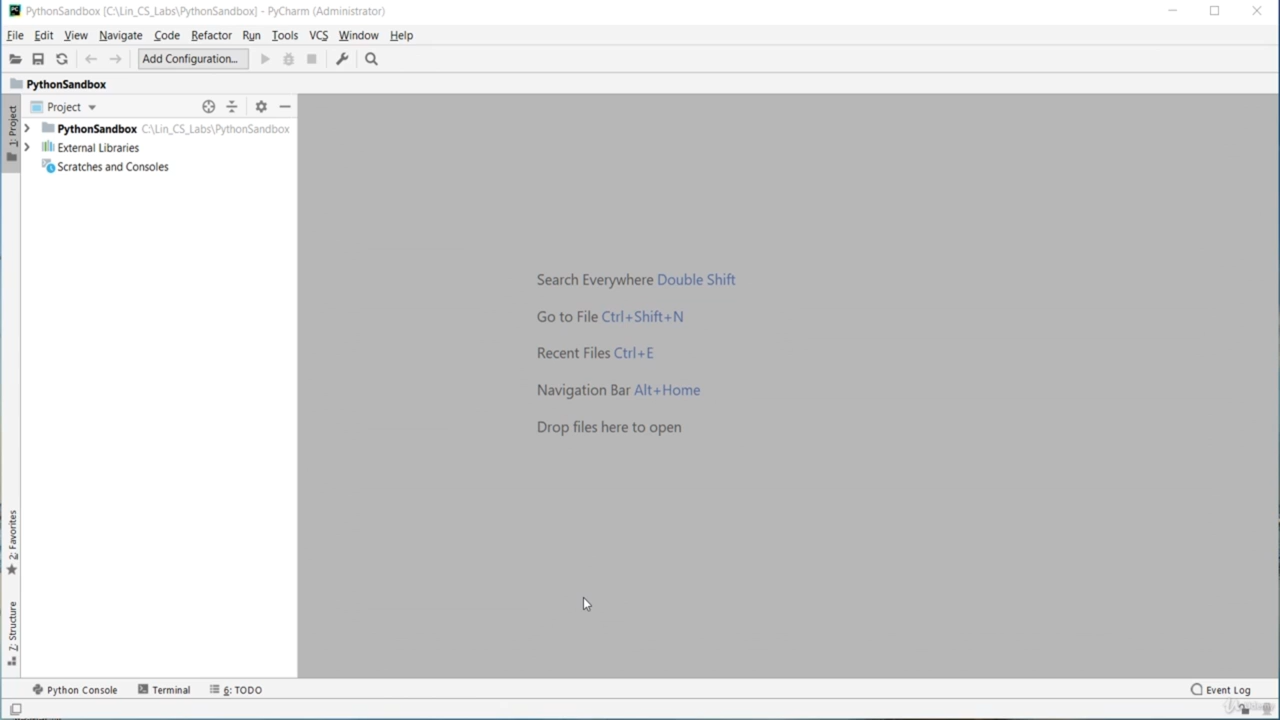 PythonSandbox [C:\Lin_CS_Labs\PythonSandbox] - PyCharm (Administrator)
File Edit View Navigate Code Refactor Run Tools VCS Window Help
Add Configuration...
PythonSandbox
1: Project
Project
PythonSandbox C:\Lin_CS_Labs\PythonSandbox
External Libraries
Scratches and Consoles
Search Everywhere Double Shift
Go to File Ctrl+Shift+N
Recent Files Ctrl+E
Navigation Bar Alt+Home
Drop files here to open
2: Favorites
7: Structure
Python Console Terminal 6: TODO Event Log